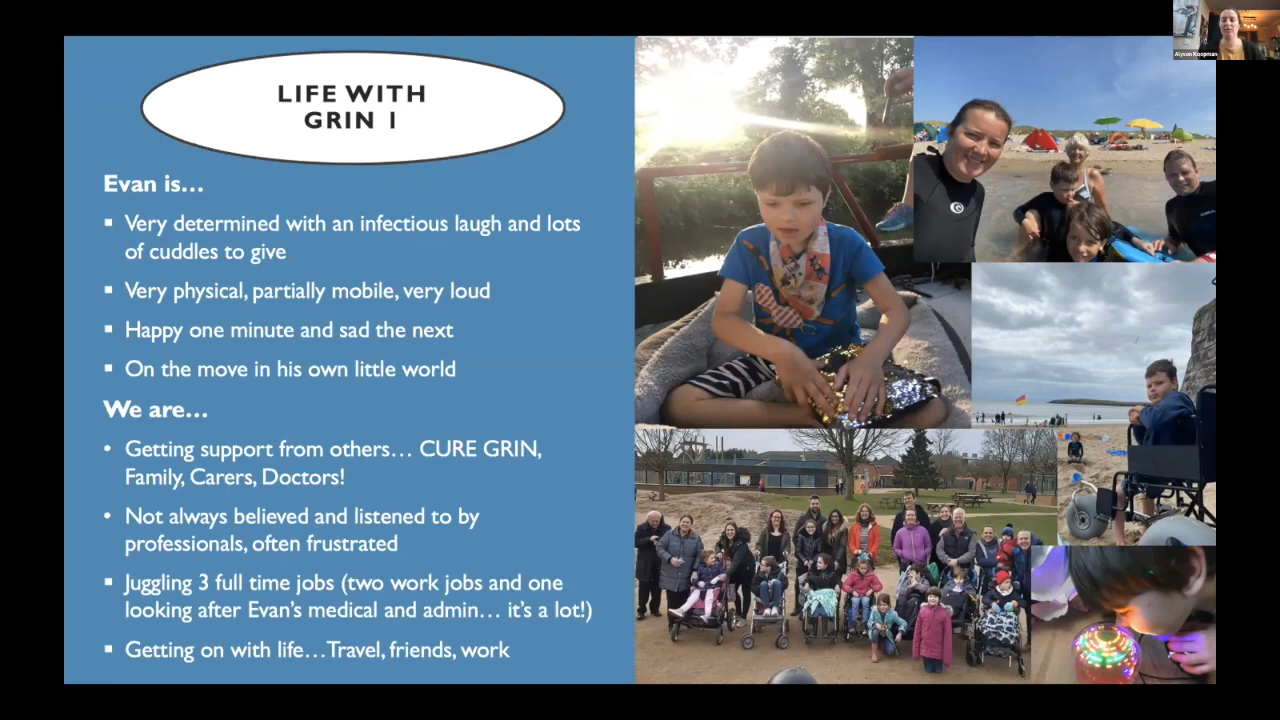 Alyson Koopman
LIFE WITH
GRIN 1
Evan is…
▪ Very determined with an infectious laugh and lots
of cuddles to give
▪ Very physical, partially mobile, very loud
▪ Happy one minute and sad the next
▪ On the move in his own little world
We are…
• Getting support from others… CURE GRIN,
Family, Carers, Doctors!
• Not always believed and listened to by
professionals, often frustrated
▪ Juggling 3 full time jobs (two work jobs and one
looking after Evan's medical and admin… it's a lot!)
▪ Getting on with life…Travel, friends, work